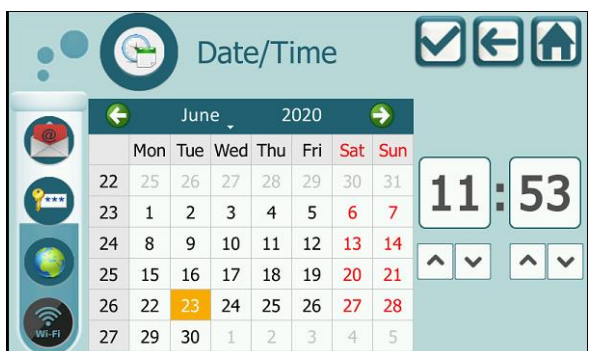 Date/Time
June 2020
Mon Tue Wed Thu Fri Sat Sun
22 25 26 27 28 29 30 31
23 1 2 3 4 5 6 7
24 8 9 10 11 12 13 14
25 15 16 17 18 19 20 21
26 22 23 24 25 26 27 28
27 29 30 1 2 3 4 5
11:53
@
***
Wi-Fi